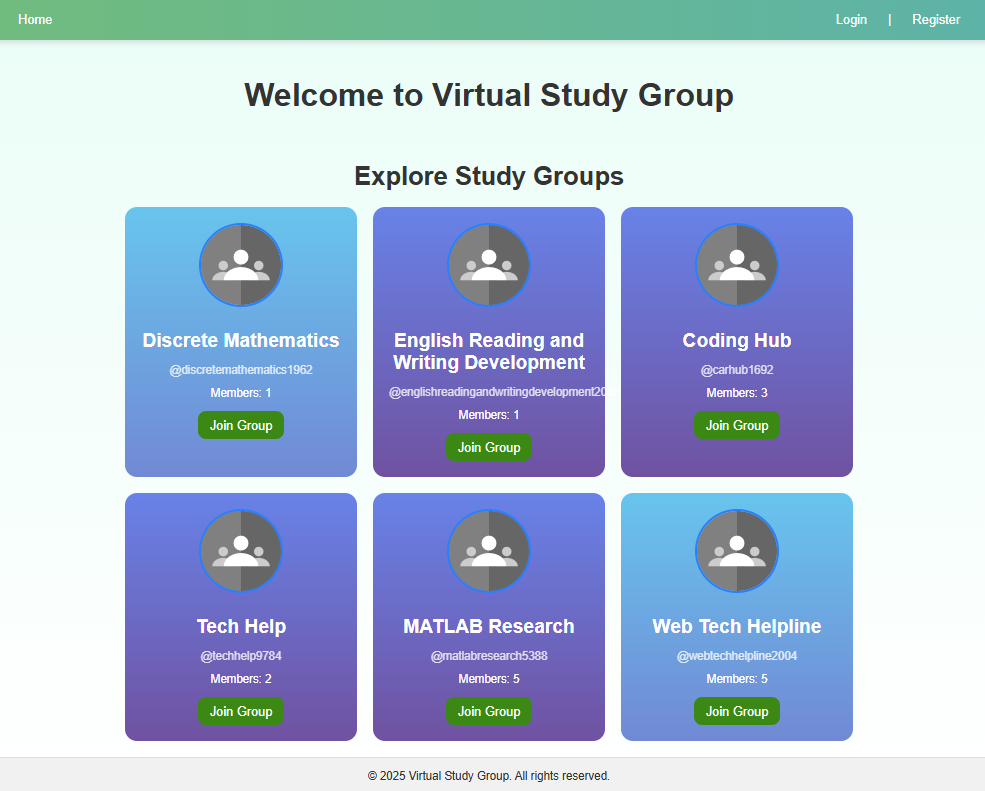 Home
Login | Register
Welcome to Virtual Study Group
Explore Study Groups
Discrete Mathematics
@discretemathematics1962
Members: 1
Join Group
English Reading and
Writing Development
@englishreadingandwritingdevelopment20
Members: 1
Join Group
Coding Hub
@carhub1692
Members: 3
Join Group
Tech Help
@techhelp9784
Members: 2
Join Group
MATLAB Research
@matlabresearch5388
Members: 5
Join Group
Web Tech Helpline
@webtechhelpline2004
Members: 5
Join Group
© 2025 Virtual Study Group. All rights reserved.